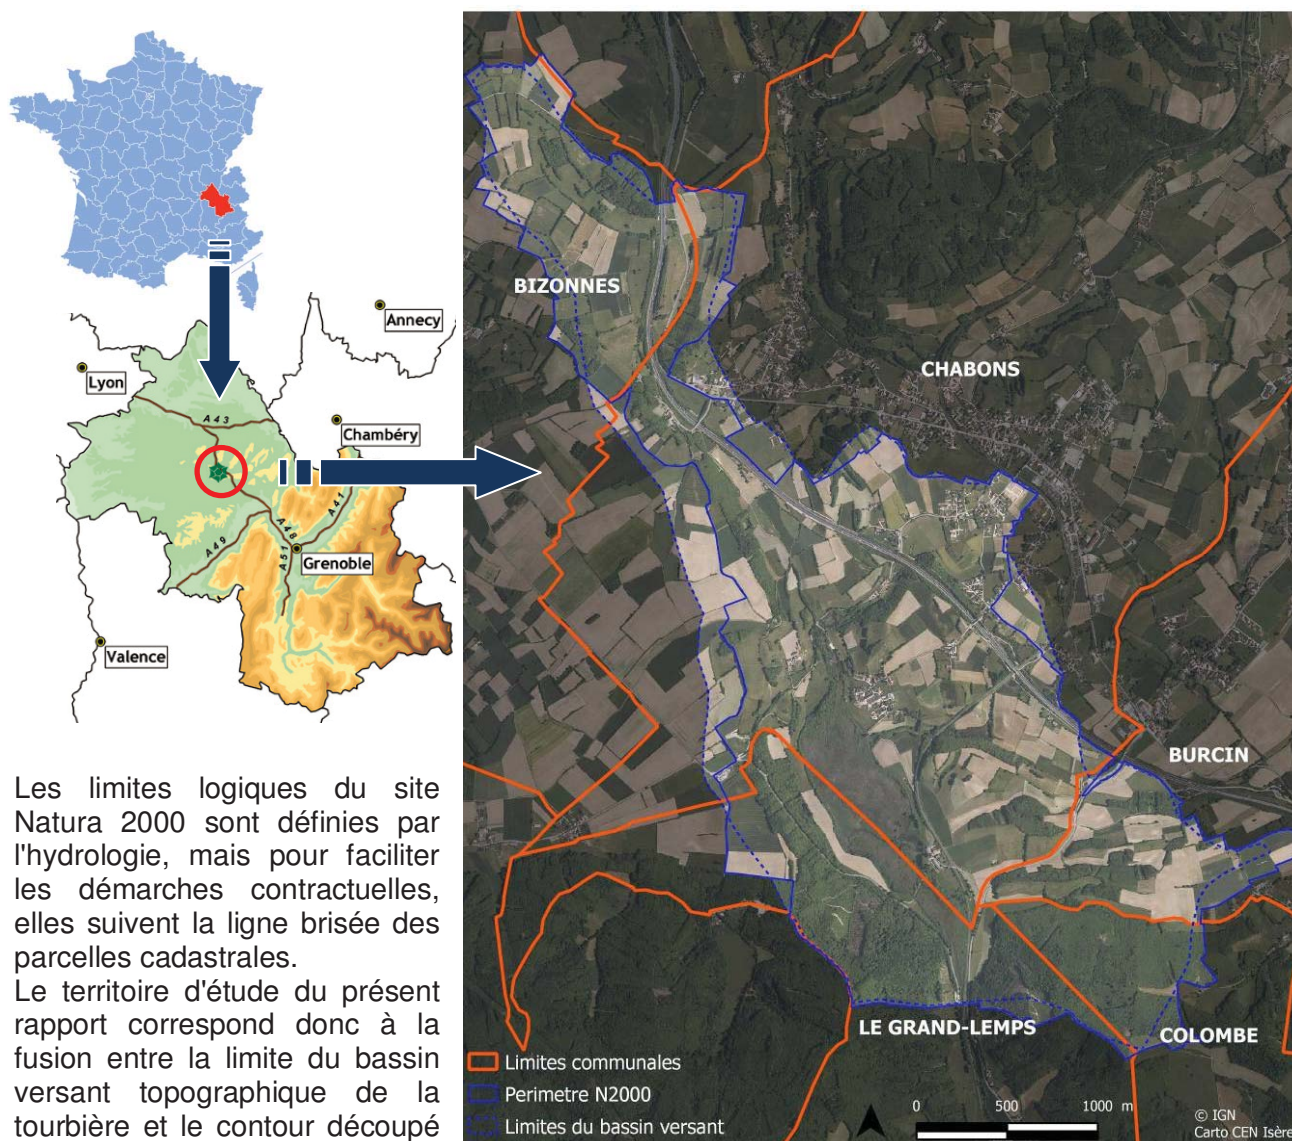 Annecy
Lyon
A 43
Chambéry
A 41
A 48
A 49
A 51
Grenoble
Valence
Les limites logiques du site
Natura 2000 sont définies par
l'hydrologie, mais pour faciliter
les démarches contractuelles,
elles suivent la ligne brisée des
parcelles cadastrales.
Le territoire d'étude du présent
rapport correspond donc à la
fusion entre la limite du bassin
versant topographique de la
tourbière et le contour découpé
BIZONNES
CHABONS
BURCIN
LE GRAND-LEMPS
COLOMBE
Limites communales
Perimetre N2000
Limites du bassin versant
0 500 1000 m
© IGN
Carto CEN Isère